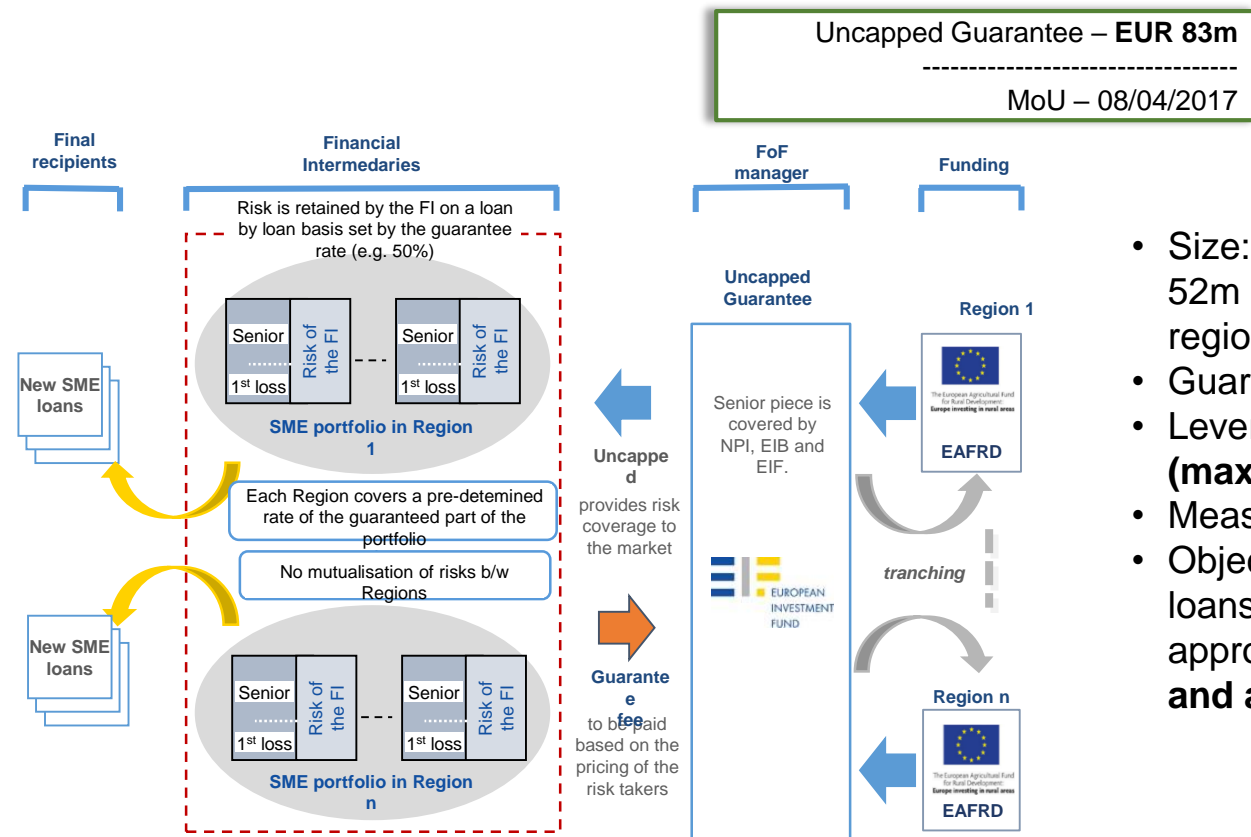 Uncapped Guarantee – EUR 83m
-----------------------------------
MoU – 08/04/2017
Final
recipients
Financial
Intermedaries
FoF
manager
Funding
Risk is retained by the FI on a loan
by loan basis set by the guarantee
rate (e.g. 50%)
Senior
1st loss
Risk of
the FI
Senior
1st loss
Risk of
the FI
SME portfolio in Region
1
New SME
loans
Each Region covers a pre-detemined
rate of the guaranteed part of the
portfolio
No mutualisation of risks b/w
Regions
New SME
loans
Senior
1st loss
Risk of
the FI
Senior
1st loss
Risk of
the FI
SME portfolio in Region
n
Uncappe
d
provides risk
coverage to
the market
Guarante
e
fee
to be paid
based on the
pricing of the
risk takers
Uncapped
Guarantee
Senior piece is
covered by
NPI, EIB and
EIF.
EUROPEAN
INVESTMENT
FUND
tranching
Region 1
The European Agricultural Fund
for Rural Development:
Europe investing in rural areas
EAFRD
Region n
The European Agricultural Fund
for Rural Development:
Europe investing in rural areas
EAFRD
• Size:
52m
regio
• Guar
• Lever
(max
• Meas
• Objec
loans
appro
and a